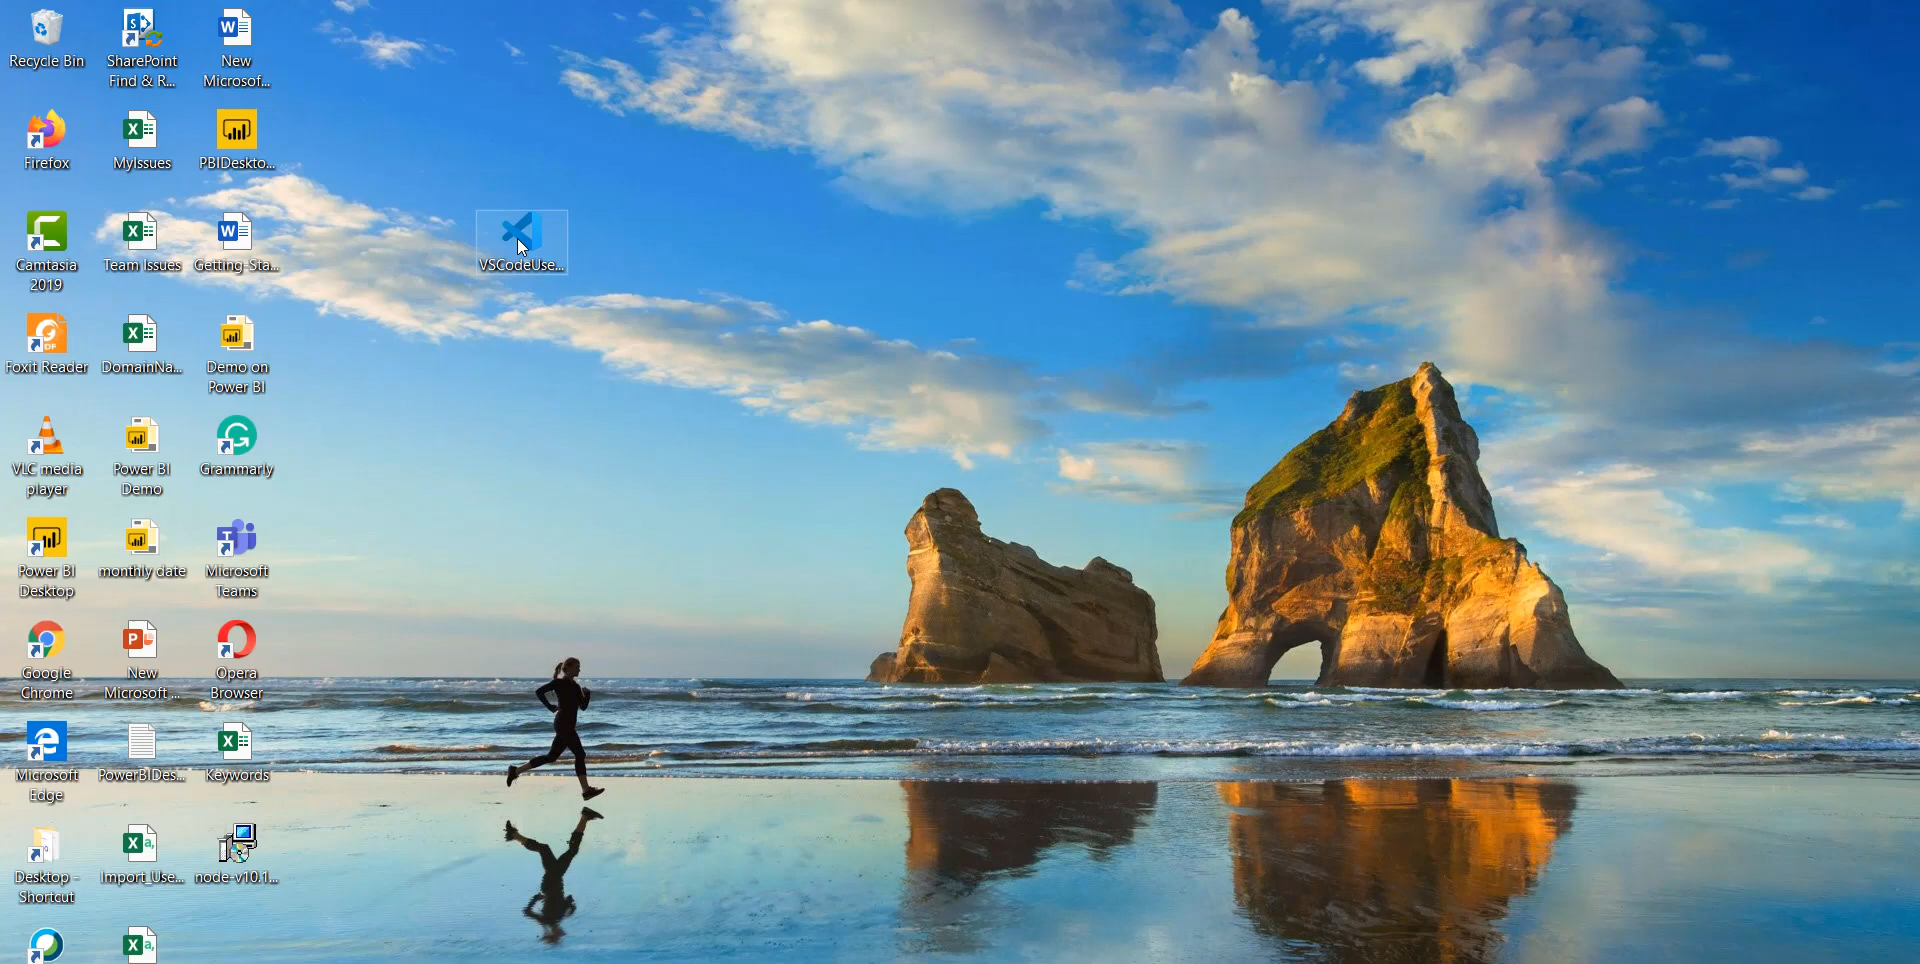 Recycle Bin
SharePoint
Find & R...
New
Microsof...
Firefox
MyIssues
PBIDeskto...
Camtasia
2019
Team Issues
Getting-Sta...
VSCodeUse...
Foxit Reader
DomainNa...
Demo on
Power BI
VLC media
player
Power BI
Demo
Grammarly
Power BI
Desktop
monthly date
Microsoft
Teams
Google
Chrome
New
Microsoft ...
Opera
Browser
Microsoft
Edge
PowerBIDes...
Keywords
Desktop -
Shortcut
Import_Use...
node-v10.1...